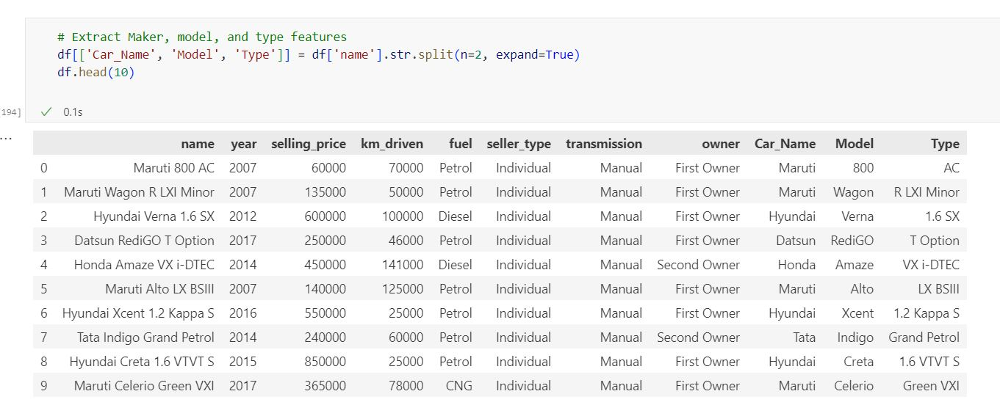 # Extract Maker, model, and type features
df[['Car_Name', 'Model', 'Type']] = df['name'].str.split(n=2, expand=True)
df.head(10)
194] ✓ 0.1s
...
name year selling_price km_driven fuel seller_type transmission owner Car_Name Model Type
0 Maruti 800 AC 2007 60000 70000 Petrol Individual Manual First Owner Maruti 800 AC
1 Maruti Wagon R LXI Minor 2007 135000 50000 Petrol Individual Manual First Owner Maruti Wagon R LXI Minor
2 Hyundai Verna 1.6 SX 2012 600000 100000 Diesel Individual Manual First Owner Hyundai Verna 1.6 SX
3 Datsun RediGO T Option 2017 250000 46000 Petrol Individual Manual First Owner Datsun RediGO T Option
4 Honda Amaze VX i-DTEC 2014 450000 141000 Diesel Individual Manual Second Owner Honda Amaze VX i-DTEC
5 Maruti Alto LX BSIII 2007 140000 125000 Petrol Individual Manual First Owner Maruti Alto LX BSIII
6 Hyundai Xcent 1.2 Kappa S 2016 550000 25000 Petrol Individual Manual First Owner Hyundai Xcent 1.2 Kappa S
7 Tata Indigo Grand Petrol 2014 240000 60000 Petrol Individual Manual Second Owner Tata Indigo Grand Petrol
8 Hyundai Creta 1.6 VTVT S 2015 850000 25000 Petrol Individual Manual First Owner Hyundai Creta 1.6 VTVT S
9 Maruti Celerio Green VXI 2017 365000 78000 CNG Individual Manual First Owner Maruti Celerio Green VXI